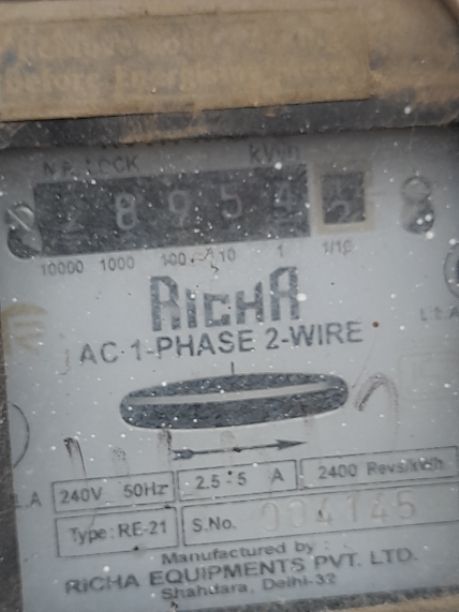 kWh
2 8 9 5 4 5
10000 1000 100 10 1 1/10
RiCHA
AC 1-PHASE 2-WIRE
240V 50Hz 2.5-5 A 2400 Revs/kWh
Type: RE-21 S.No. 004145
Manufactured by :
RiCHA EQUIPMENTS PVT. LTD.
Shahdara, Delhi-32